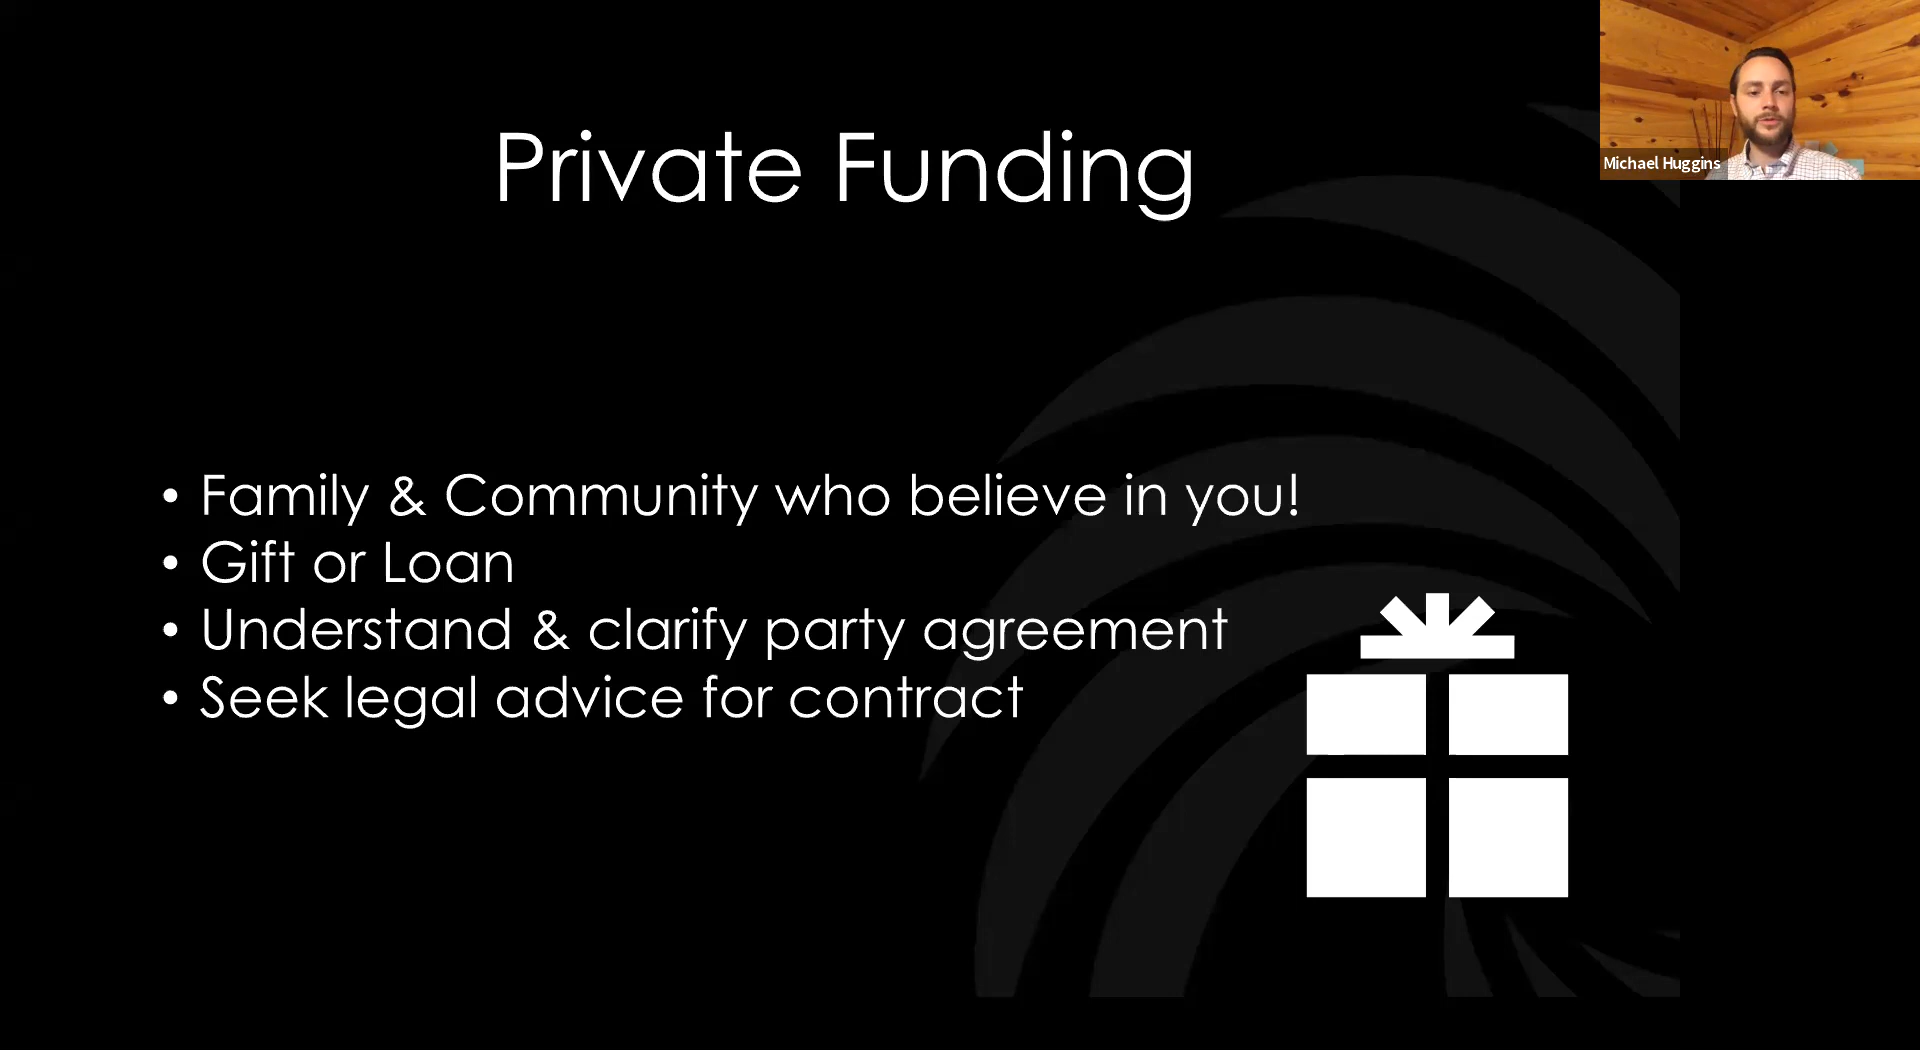 Private Funding
Michael Huggins
• Family & Community who believe in you!
• Gift or Loan
• Understand & clarify party agreement
• Seek legal advice for contract